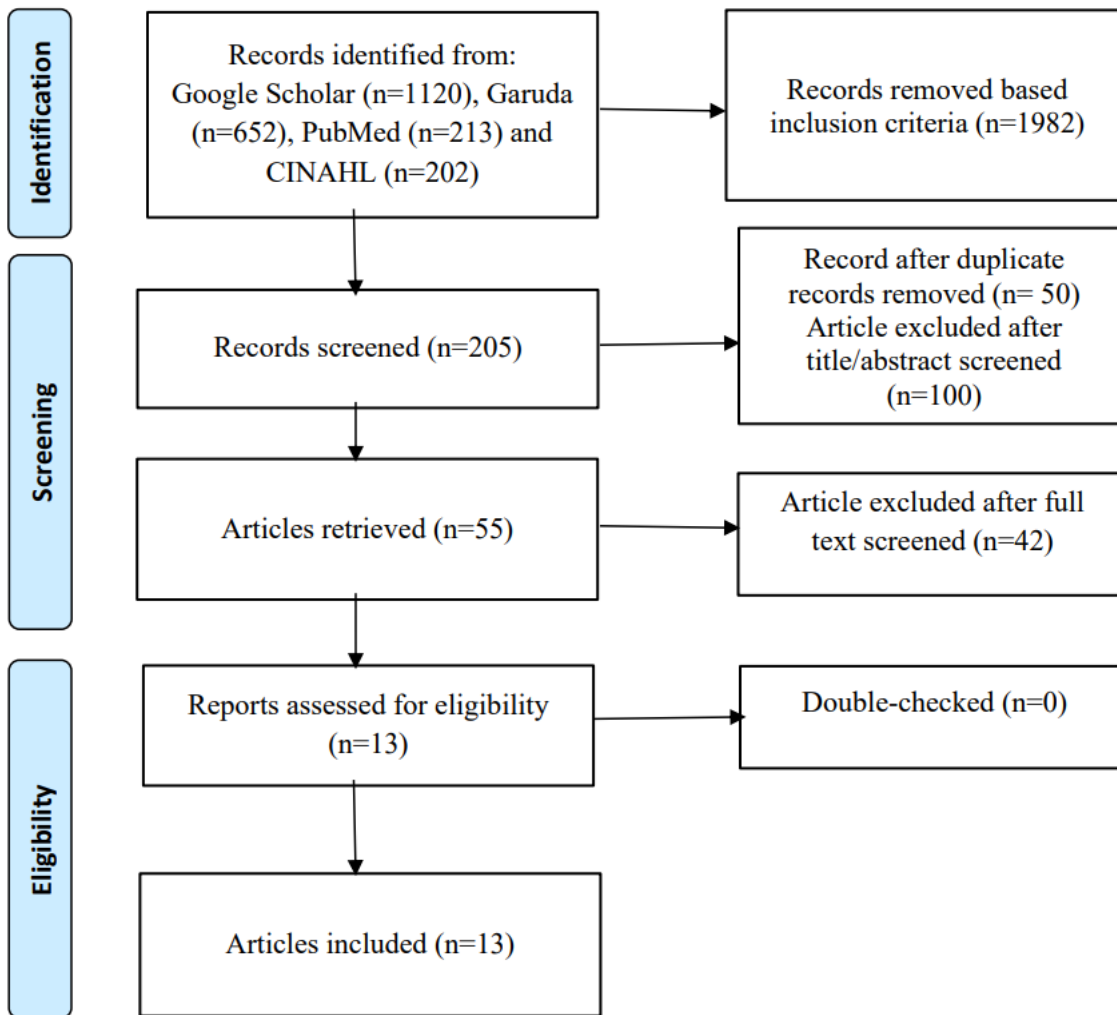 Identification
Records identified from:
Google Scholar (n=1120), Garuda
(n=652), PubMed (n=213) and
CINAHL (n=202)
Records removed based
inclusion criteria (n=1982)
Screening
Records screened (n=205)
Record after duplicate
records removed (n= 50)
Article excluded after
title/abstract screened
(n=100)
Articles retrieved (n=55)
Article excluded after full
text screened (n=42)
Eligibility
Reports assessed for eligibility
(n=13)
Double-checked (n=0)
Articles included (n=13)